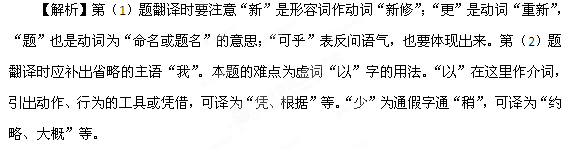 【解析】第（1）题翻译时要注意“新”是形容词作动词“新修”；“更”是动词“重新”，
“题”也是动词为“命名或题名”的意思；“可乎”表反问语气，也要体现出来。第（2）题
翻译时应补出省略的主语“我”。本题的难点为虚词“以”字的用法。“以”在这里作介词，
引出动作、行为的工具或凭借，可译为“凭、根据”等。“少”为通假字通“稍”，可译为“约
略、大概”等。